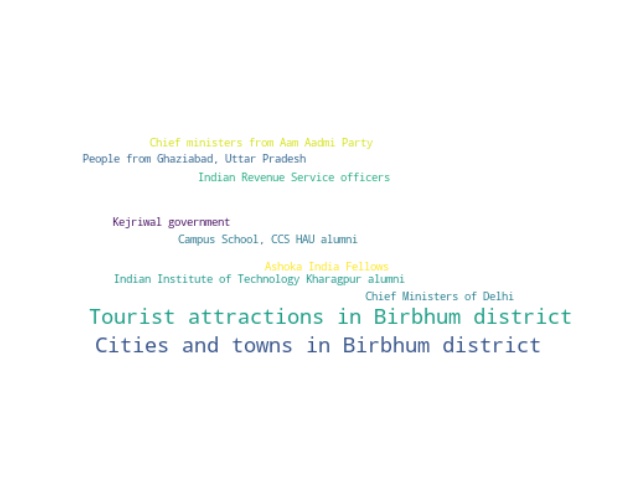 Chief ministers from Aam Aadmi Party
People from Ghaziabad, Uttar Pradesh
Indian Revenue Service officers
Kejriwal government
Campus School, CCS HAU alumni
Ashoka India Fellows
Indian Institute of Technology Kharagpur alumni
Chief Ministers of Delhi
Tourist attractions in Birbhum district
Cities and towns in Birbhum district